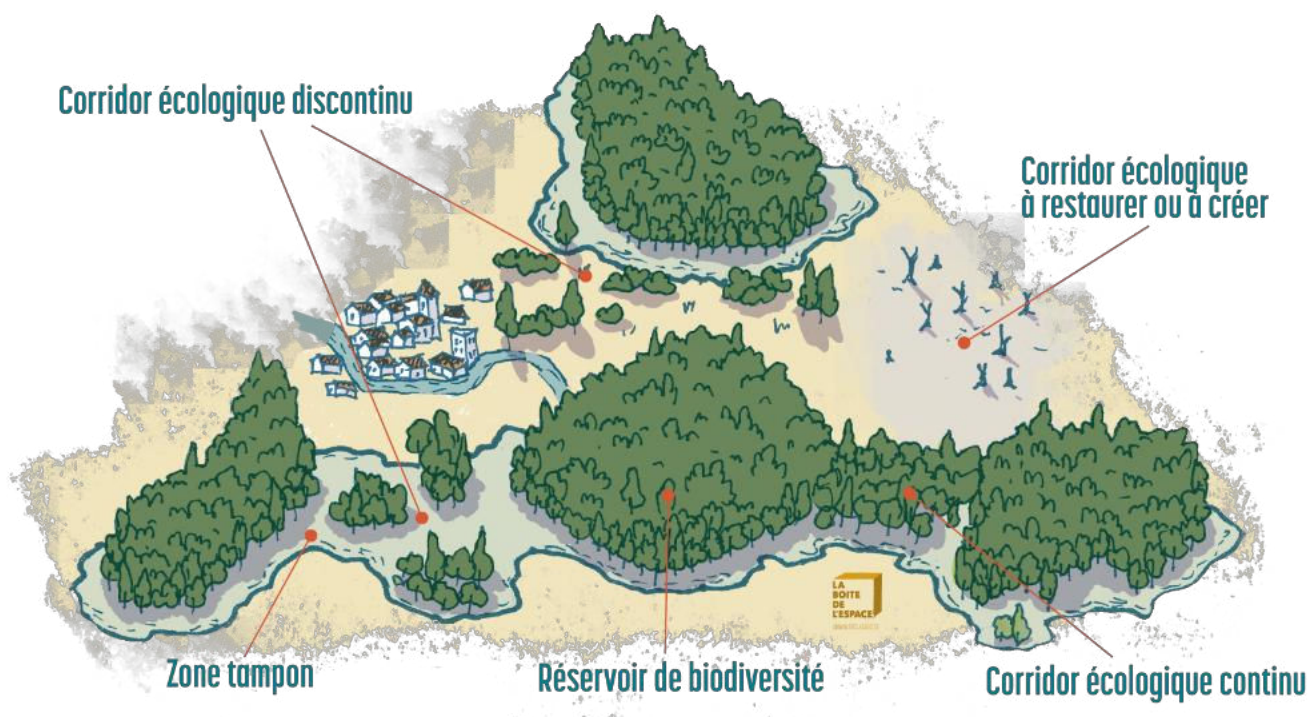 Corridor écologique discontinu
Corridor écologique
à restaurer ou à créer
LA
BOITE
DE
L'ESPACE
Zone tampon
Réservoir de biodiversité
Corridor écologique continu